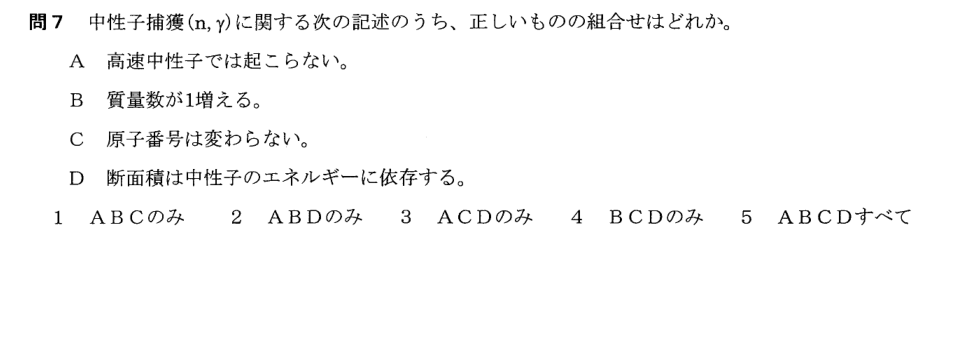 問7 中性子捕獲(n, γ)に関する次の記述のうち、正しいものの組合せはどれか。
A 高速中性子では起こらない。
B 質量数が1増える。
C 原子番号は変わらない。
D 断面積は中性子のエネルギーに依存する。
1 ABCのみ 2 ABDのみ 3 ACDのみ 4 BCDのみ 5 ABCDすべて